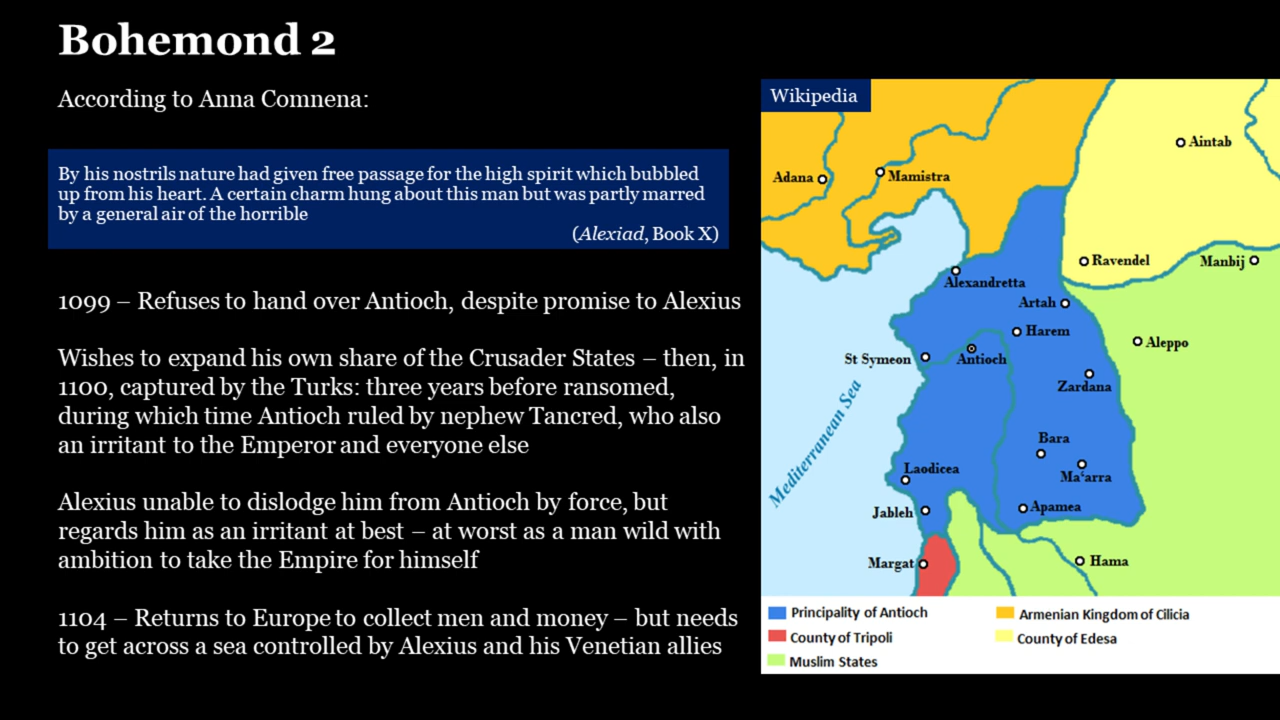 Bohemond 2
According to Anna Comnena:
By his nostrils nature had given free passage for the high spirit which bubbled
up from his heart. A certain charm hung about this man but was partly marred
by a general air of the horrible
(Alexiad, Book X)
1099 – Refuses to hand over Antioch, despite promise to Alexius
Wishes to expand his own share of the Crusader States – then, in
1100, captured by the Turks: three years before ransomed,
during which time Antioch ruled by nephew Tancred, who also
an irritant to the Emperor and everyone else
Alexius unable to dislodge him from Antioch by force, but
regards him as an irritant at best – at worst as a man wild with
ambition to take the Empire for himself
1104 – Returns to Europe to collect men and money – but needs
to get across a sea controlled by Alexius and his Venetian allies
Wikipedia
Aintab
Adana
Mamistra
Ravendel
Manbij
Alexandretta
Artah
Harem
Aleppo
St Symeon
Antioch
Zardana
Mediterranean Sea
Bara
Laodicea
Ma'arra
Jableh
Apamea
Margat
Hama
Principality of Antioch
Armenian Kingdom of Cilicia
County of Tripoli
County of Edesa
Muslim States